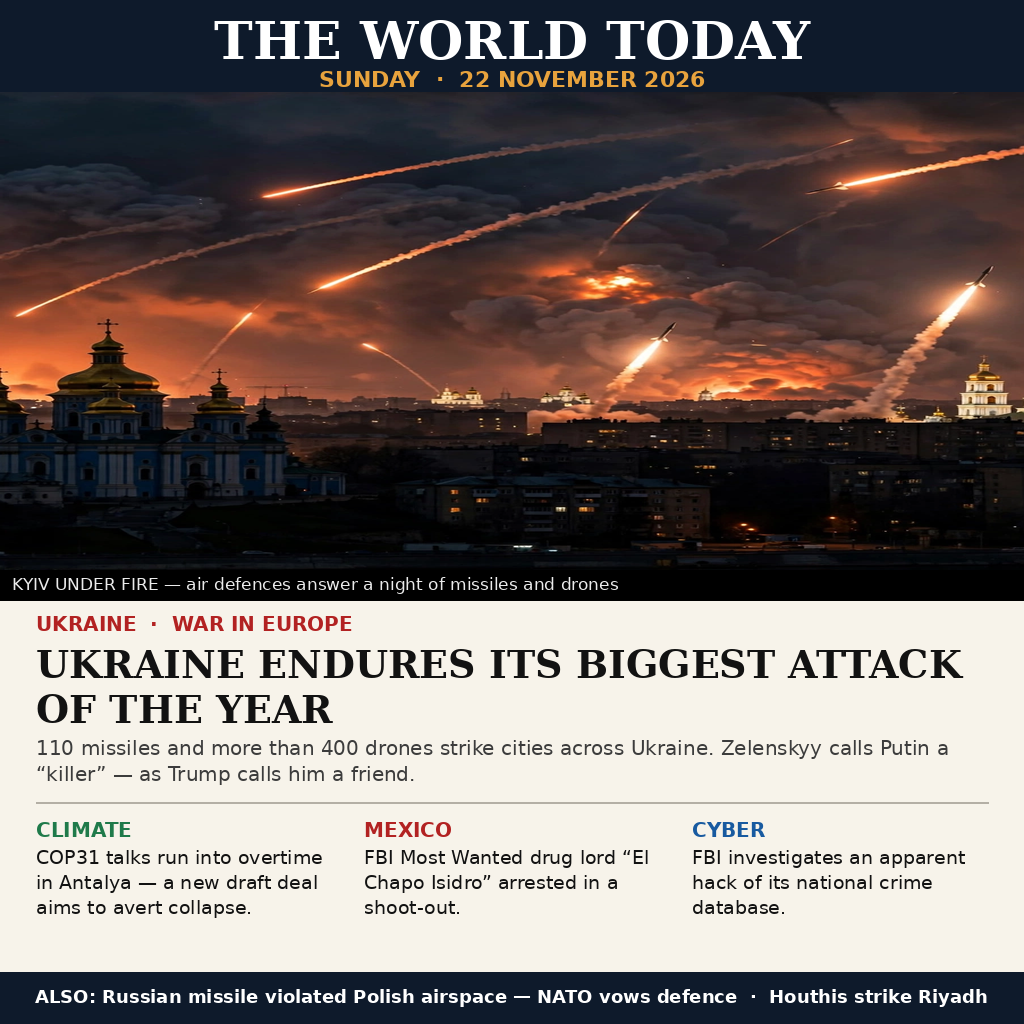 THE WORLD TODAY
SUNDAY · 22 NOVEMBER 2026
KYIV UNDER FIRE — air defences answer a night of missiles and drones
UKRAINE · WAR IN EUROPE
UKRAINE ENDURES ITS BIGGEST ATTACK
OF THE YEAR
110 missiles and more than 400 drones strike cities across Ukraine. Zelenskyy calls Putin a
“killer” — as Trump calls him a friend.
CLIMATE
COP31 talks run into overtime
in Antalya — a new draft deal
aims to avert collapse.
MEXICO
FBI Most Wanted drug lord “El
Chapo Isidro” arrested in a
shoot-out.
CYBER
FBI investigates an apparent
hack of its national crime
database.
ALSO: Russian missile violated Polish airspace — NATO vows defence · Houthis strike Riyadh